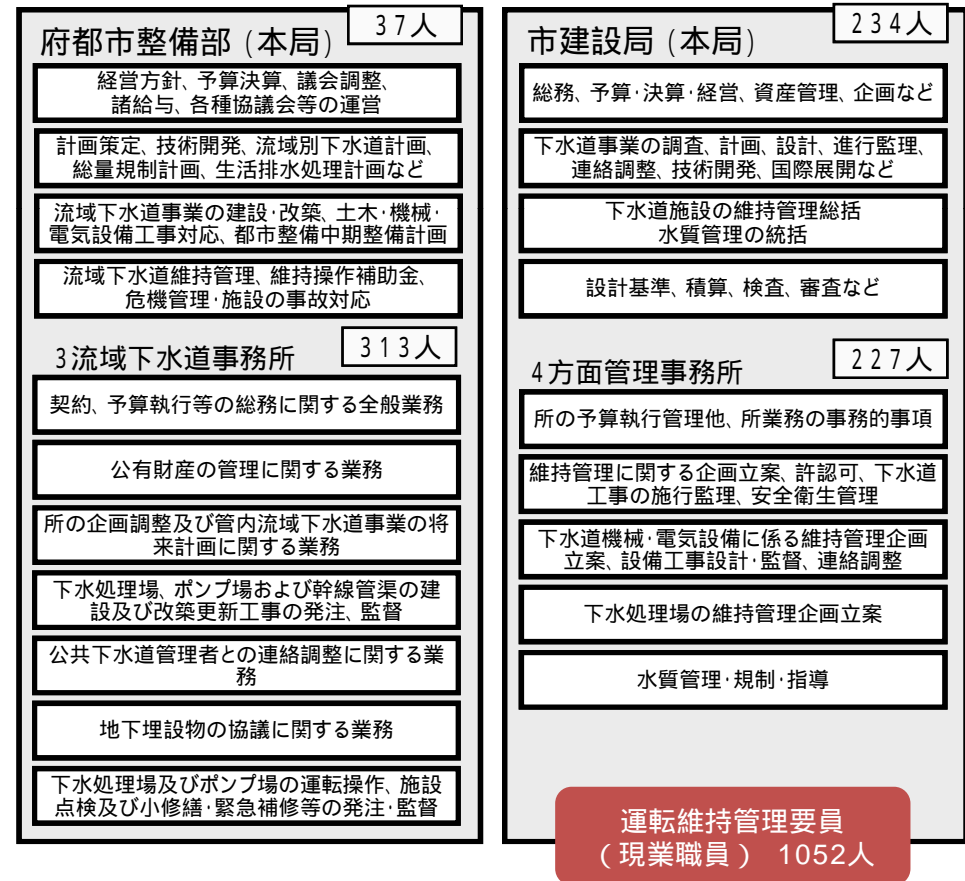 府都市整備部（本局）
37人
経営方針、予算決算、議会調整、
諸給与、各種協議会等の運営
計画策定、技術開発、流域別下水道計画、
総量規制計画、生活排水処理計画など
流域下水道事業の建設・改築、土木・機械・
電気設備工事対応、都市整備中期整備計画
流域下水道維持管理、維持操作補助金、
危機管理・施設の事故対応
3流域下水道事務所
313人
契約、予算執行等の総務に関する全般業務
公有財産の管理に関する業務
所の企画調整及び管内流域下水道事業の将
来計画に関する業務
下水処理場、ポンプ場および幹線管渠の建
設及び改築更新工事の発注、監督
公共下水道管理者との連絡調整に関する業
務
地下埋設物の協議に関する業務
下水処理場及びポンプ場の運転操作、施設
点検及び小修繕・緊急補修等の発注・監督
市建設局（本局）
234人
総務、予算・決算・経営、資産管理、企画など
下水道事業の調査、計画、設計、進行監理、
連絡調整、技術開発、国際展開など
下水道施設の維持管理総括
水質管理の統括
設計基準、積算、検査、審査など
4方面管理事務所
227人
所の予算執行管理他、所業務の事務的事項
維持管理に関する企画立案、許認可、下水道
工事の施行監理、安全衛生管理
下水道機械・電気設備に係る維持管理企画
立案、設備工事設計・監督、連絡調整
下水処理場の維持管理企画立案
水質管理・規制・指導
運転維持管理要員
（現業職員） 1052人